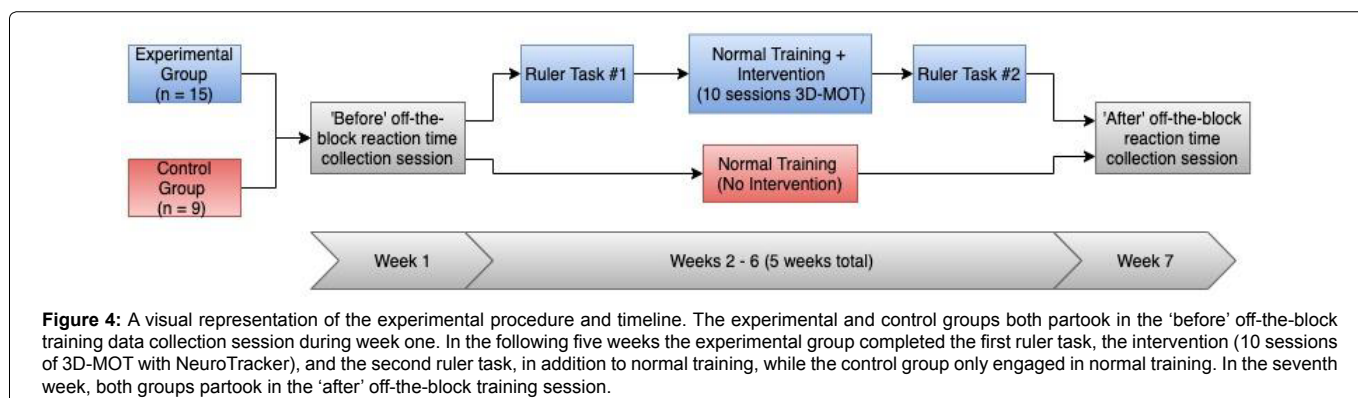 Experimental
Group
(n = 15)
Control
Group
(n = 9)
'Before' off-the-
block reaction time
collection session
Ruler Task #1
Normal Training +
Intervention
(10 sessions 3D-MOT)
Ruler Task #2
Normal Training
(No Intervention)
'After' off-the-block
reaction time
collection session
Week 1
Weeks 2 - 6 (5 weeks total)
Week 7
Figure 4: A visual representation of the experimental procedure and timeline. The experimental and control groups both partook in the ‘before’ off-the-block
training data collection session during week one. In the following five weeks the experimental group completed the first ruler task, the intervention (10 sessions
of 3D-MOT with NeuroTracker), and the second ruler task, in addition to normal training, while the control group only engaged in normal training. In the seventh
week, both groups partook in the ‘after’ off-the-block training session.